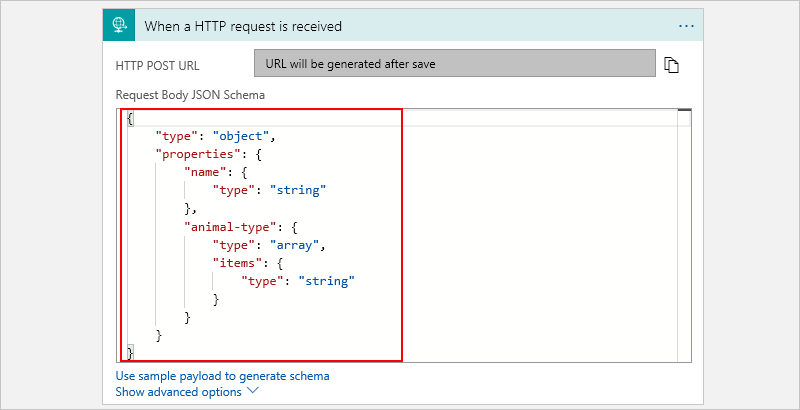 When a HTTP request is received
HTTP POST URL
URL will be generated after save
Request Body JSON Schema
{
    "type": "object",
    "properties": {
        "name": {
            "type": "string"
        },
        "animal-type": {
            "type": "array",
            "items": {
                "type": "string"
            }
        }
    }
}
Use sample payload to generate schema
Show advanced options